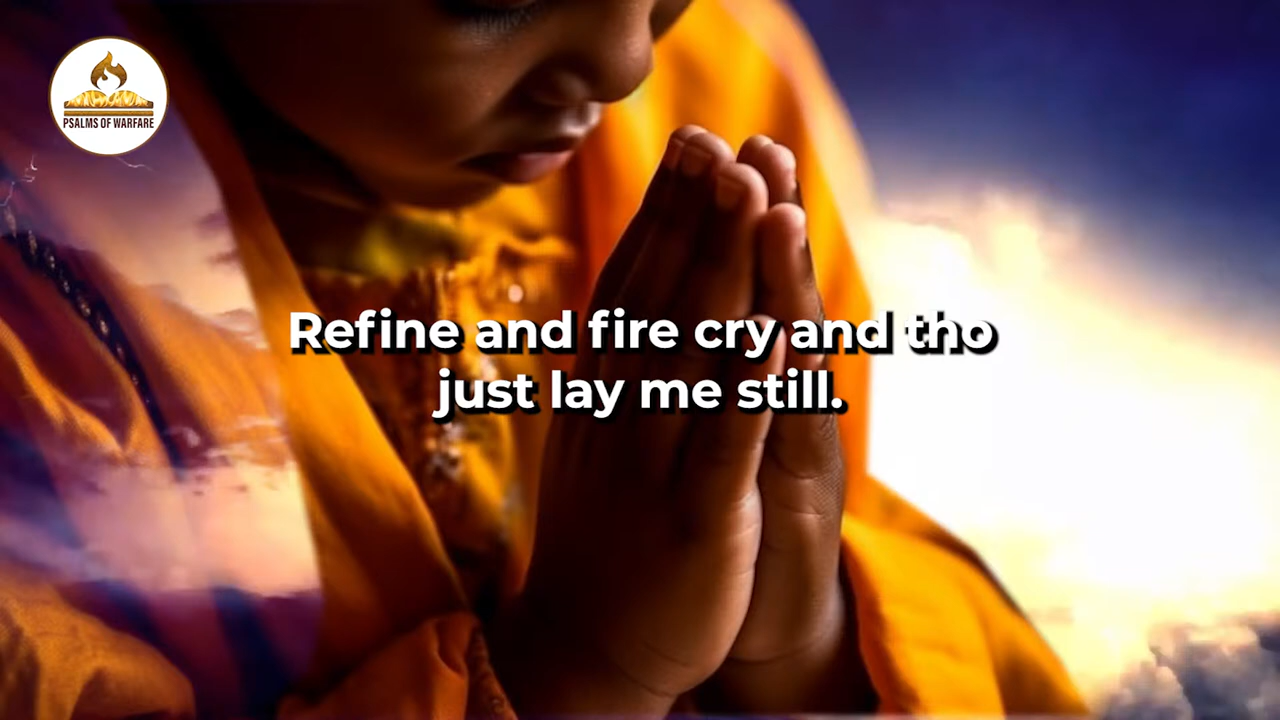 PSALMS OF WARFARE
Refine and fire cry and tho
just lay me still.